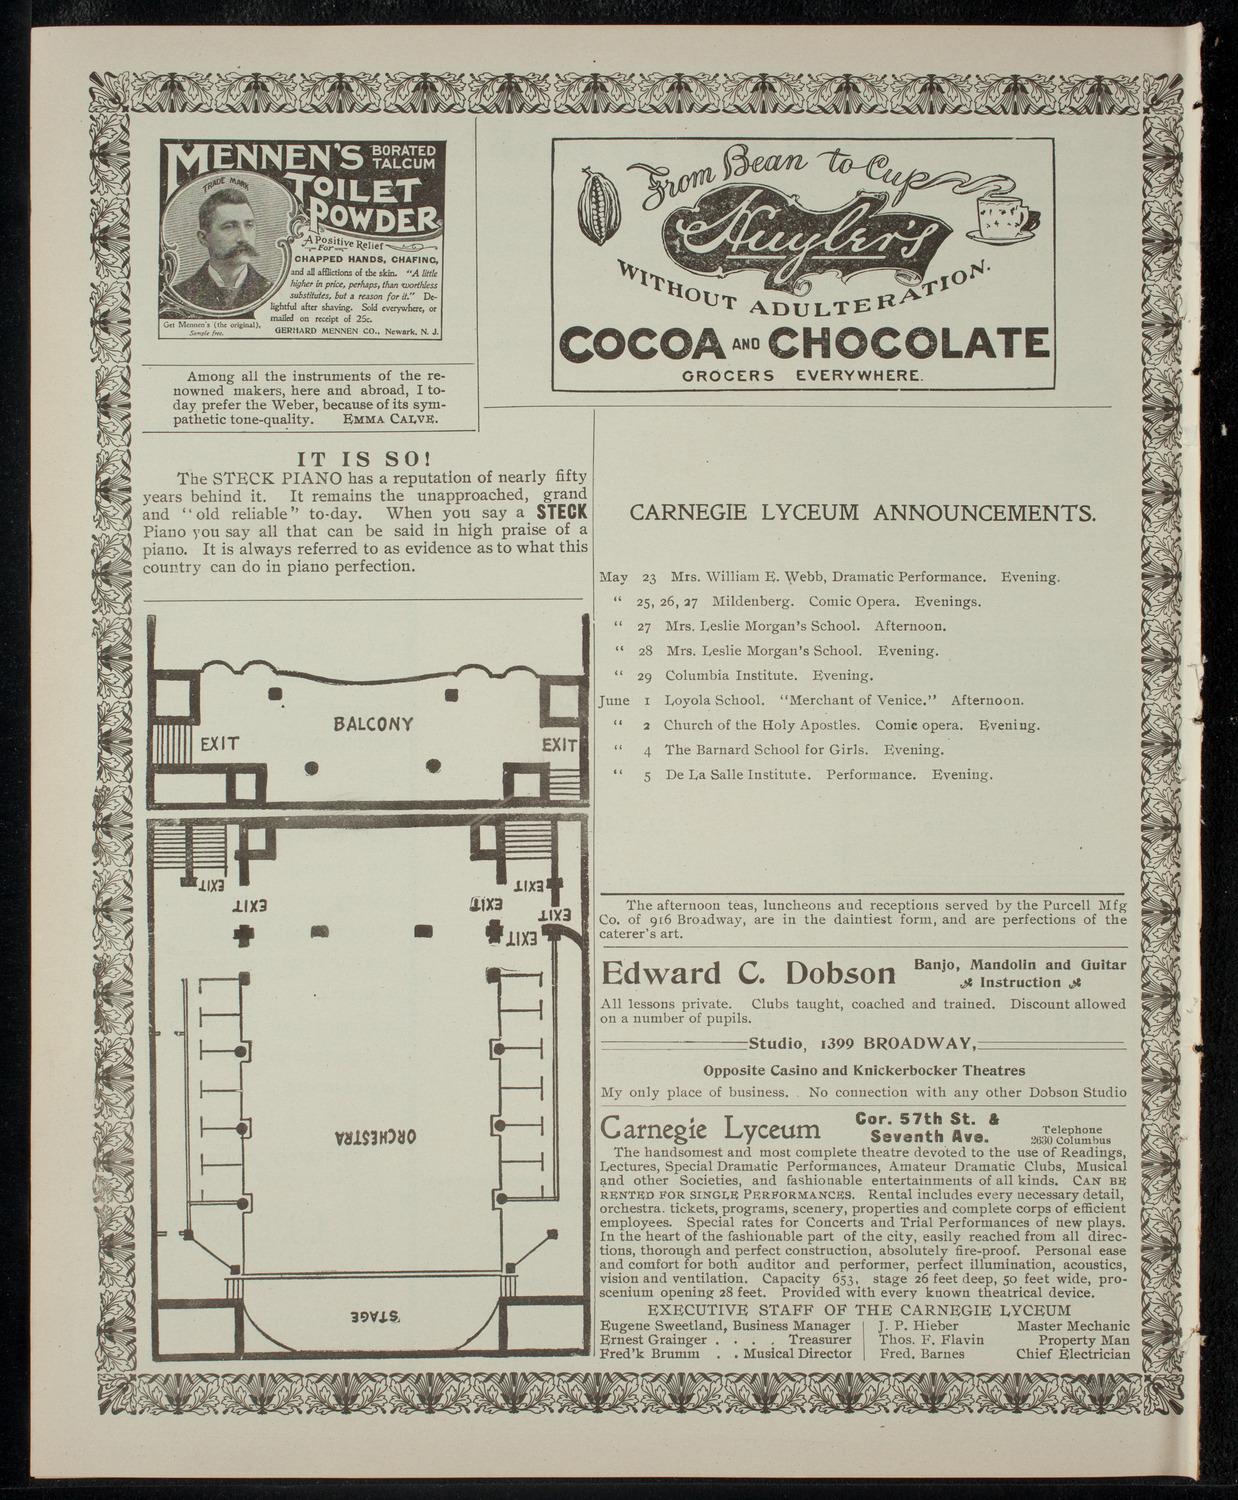 MENNEN'S BORATED
TALCUM
TOILET
POWDER
TRADE MARK
A Positive Relief
For
CHAPPED HANDS, CHAFING,
and all afflictions of the skin. "A little
higher in price, perhaps, than worthless
substitutes, but a reason for it." De-
lightful after shaving. Sold everywhere, or
mailed on receipt of 25c.
GERHARD MENNEN CO., Newark, N. J.
Get Mennen's (the original),
Sample free.
From Bean to Cup
Huyler's
WITHOUT ADULTERATION.
COCOA AND CHOCOLATE
GROCERS EVERYWHERE.
Among all the instruments of the re-
nowned makers, here and abroad, I to-
day prefer the Weber, because of its sym-
pathetic tone-quality. EMMA CALVE.
IT IS SO!
The STECK PIANO has a reputation of nearly fifty
years behind it. It remains the unapproached, grand
and "old reliable" to-day. When you say a STECK
Piano you say all that can be said in high praise of a
piano. It is always referred to as evidence as to what this
country can do in piano perfection.
BALCONY
EXIT
EXIT
EXIT
EXIT
EXIT
EXIT
EXIT
EXIT
ORCHESTRA
STAGE
CARNEGIE LYCEUM ANNOUNCEMENTS.
May 23 Mrs. William E. Webb, Dramatic Performance. Evening.
" 25, 26, 27 Mildenberg. Comic Opera. Evenings.
" 27 Mrs. Leslie Morgan's School. Afternoon.
" 28 Mrs. Leslie Morgan's School. Evening.
" 29 Columbia Institute. Evening.
June 1 Loyola School. "Merchant of Venice." Afternoon.
" 2 Church of the Holy Apostles. Comic opera. Evening.
" 4 The Barnard School for Girls. Evening.
" 5 De La Salle Institute. Performance. Evening.
The afternoon teas, luncheons and receptions served by the Purcell Mfg
Co. of 916 Broadway, are in the daintiest form, and are perfections of the
caterer's art.
Edward C. Dobson Banjo, Mandolin and Guitar
Instruction
All lessons private. Clubs taught, coached and trained. Discount allowed
on a number of pupils.
Studio, 1399 BROADWAY,
Opposite Casino and Knickerbocker Theatres
My only place of business. No connection with any other Dobson Studio
Carnegie Lyceum Cor. 57th St. &
Seventh Ave.
Telephone
2630 Columbus
The handsomest and most complete theatre devoted to the use of Readings,
Lectures, Special Dramatic Performances, Amateur Dramatic Clubs, Musical
and other Societies, and fashionable entertainments of all kinds. CAN BE
RENTED FOR SINGLE PERFORMANCES. Rental includes every necessary detail,
orchestra. tickets, programs, scenery, properties and complete corps of efficient
employees. Special rates for Concerts and Trial Performances of new plays.
In the heart of the fashionable part of the city, easily reached from all direc-
tions, thorough and perfect construction, absolutely fire-proof. Personal ease
and comfort for both auditor and performer, perfect illumination, acoustics,
vision and ventilation. Capacity 653, stage 26 feet deep, 50 feet wide, pro-
scenium opening 28 feet. Provided with every known theatrical device.
EXECUTIVE STAFF OF THE CARNEGIE LYCEUM
Eugene Sweetland, Business Manager
Ernest Grainger . . . . Treasurer
Fred'k Brumm . . Musical Director
J. P. Hieber Master Mechanic
Thos. F. Flavin Property Man
Fred. Barnes Chief Electrician